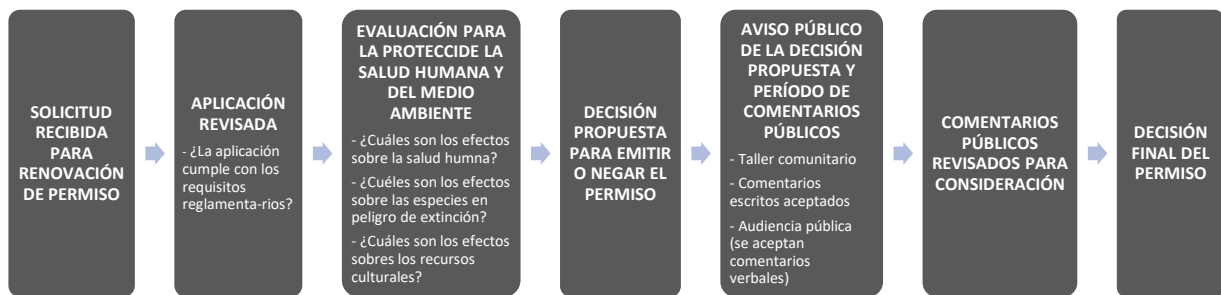 SOLICITUD
RECIBIDA
PARA
RENOVACIÓN
DE PERMISO
APLICACIÓN
REVISADA
- ¿La aplicación
cumple con los
requisitos
reglamenta-rios?
EVALUACIÓN PARA
LA PROTECCIDE LA
SALUD HUMANA Y
DEL MEDIO
AMBIENTE
- ¿Cuáles son los efectos
sobre la salud humna?
- ¿Cuéles son los efectos
sobre las especies en
peligro de extinción?
- ¿Cuáles son los efectos
sobres los recursos
culturales?
DECISIÓN
PROPUESTA
PARA EMITIR
O NEGAR EL
PERMISO
AVISO PÚBLICO
DE LA DECISIÓN
PROPUESTA Y
PERÍODO DE
COMENTARIOS
PÚBLICOS
- Taller comunitario
- Comentarios
escritos aceptados
- Audiencia pública
(se aceptan
comentarios
verbales)
COMENTARIOS
PÚBLICOS
REVISADOS PARA
CONSIDERACIÓN
DECISIÓN
FINAL DEL
PERMISO